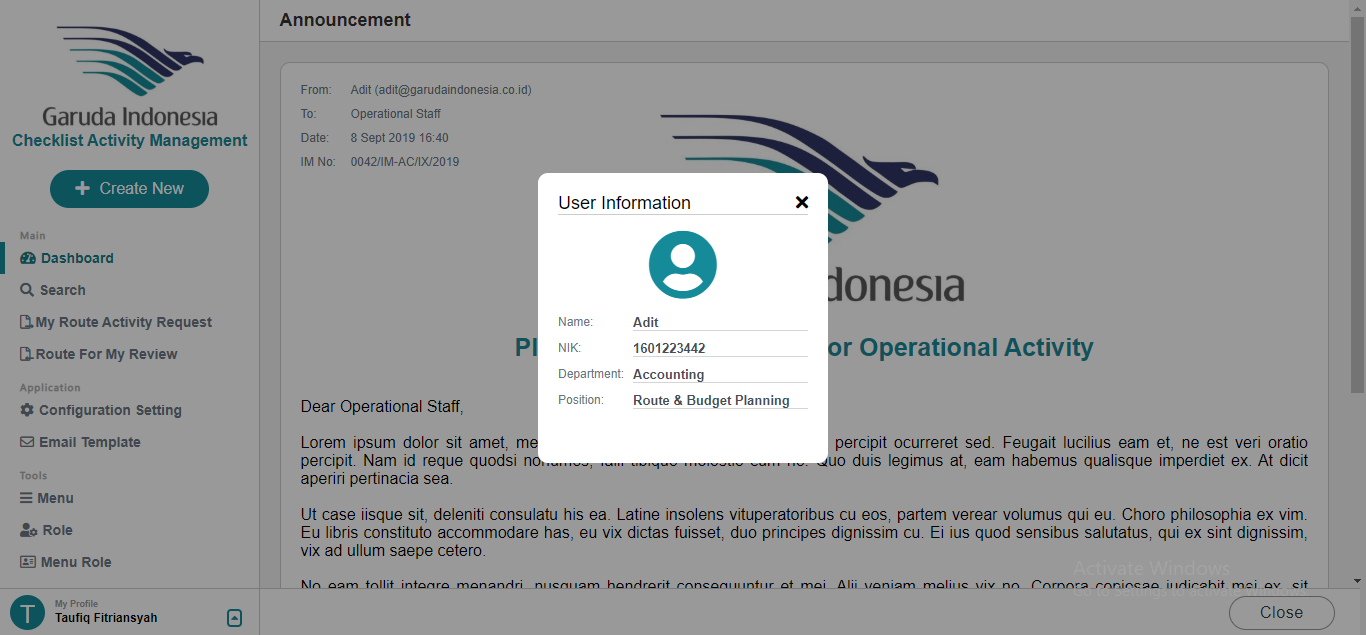 Garuda Indonesia
Checklist Activity Management
Create New
Main
Dashboard
Search
My Route Activity Request
Route For My Review
Application
Configuration Setting
Email Template
Tools
Menu
Role
Menu Role
T
My Profile
Taufiq Fitriansyah
Announcement
From: Adit (adit@garudaindonesia.co.id)
To: Operational Staff
Date: 8 Sept 2019 16:40
IM No: 0042/IM-AC/IX/2019
donesia
Pl
or Operational Activity
Dear Operational Staff,
Lorem ipsum dolor sit amet, me percipit ocurreret sed. Feugait lucilius eam et, ne est veri oratio
percipit. Nam id reque quodsi Quo duis legimus at, eam habemus qualisque imperdiet ex. At dicit
aperiri pertinacia sea.
Ut case iisque sit, deleniti consulatu his ea. Latine insolens vituperatoribus cu eos, partem verear volumus qui eu. Choro philosophia ex vim.
Eu libris constituto accommodare has, eu vix dictas fuisset, duo principes dignissim cu. Ei ius quod sensibus salutatus, qui ex sint dignissim,
vix ad ullum saepe cetero.
No eam tollit integre menandri, nusquam hendrerit consequuntur et mei. Alii veniam melius vix no. Corpora copiosae iudicabit mei ex, sit
User Information
Name: Adit
NIK: 1601223442
Department: Accounting
Position: Route & Budget Planning
Activate Windows
Go to Settings to activate Windows.
Close